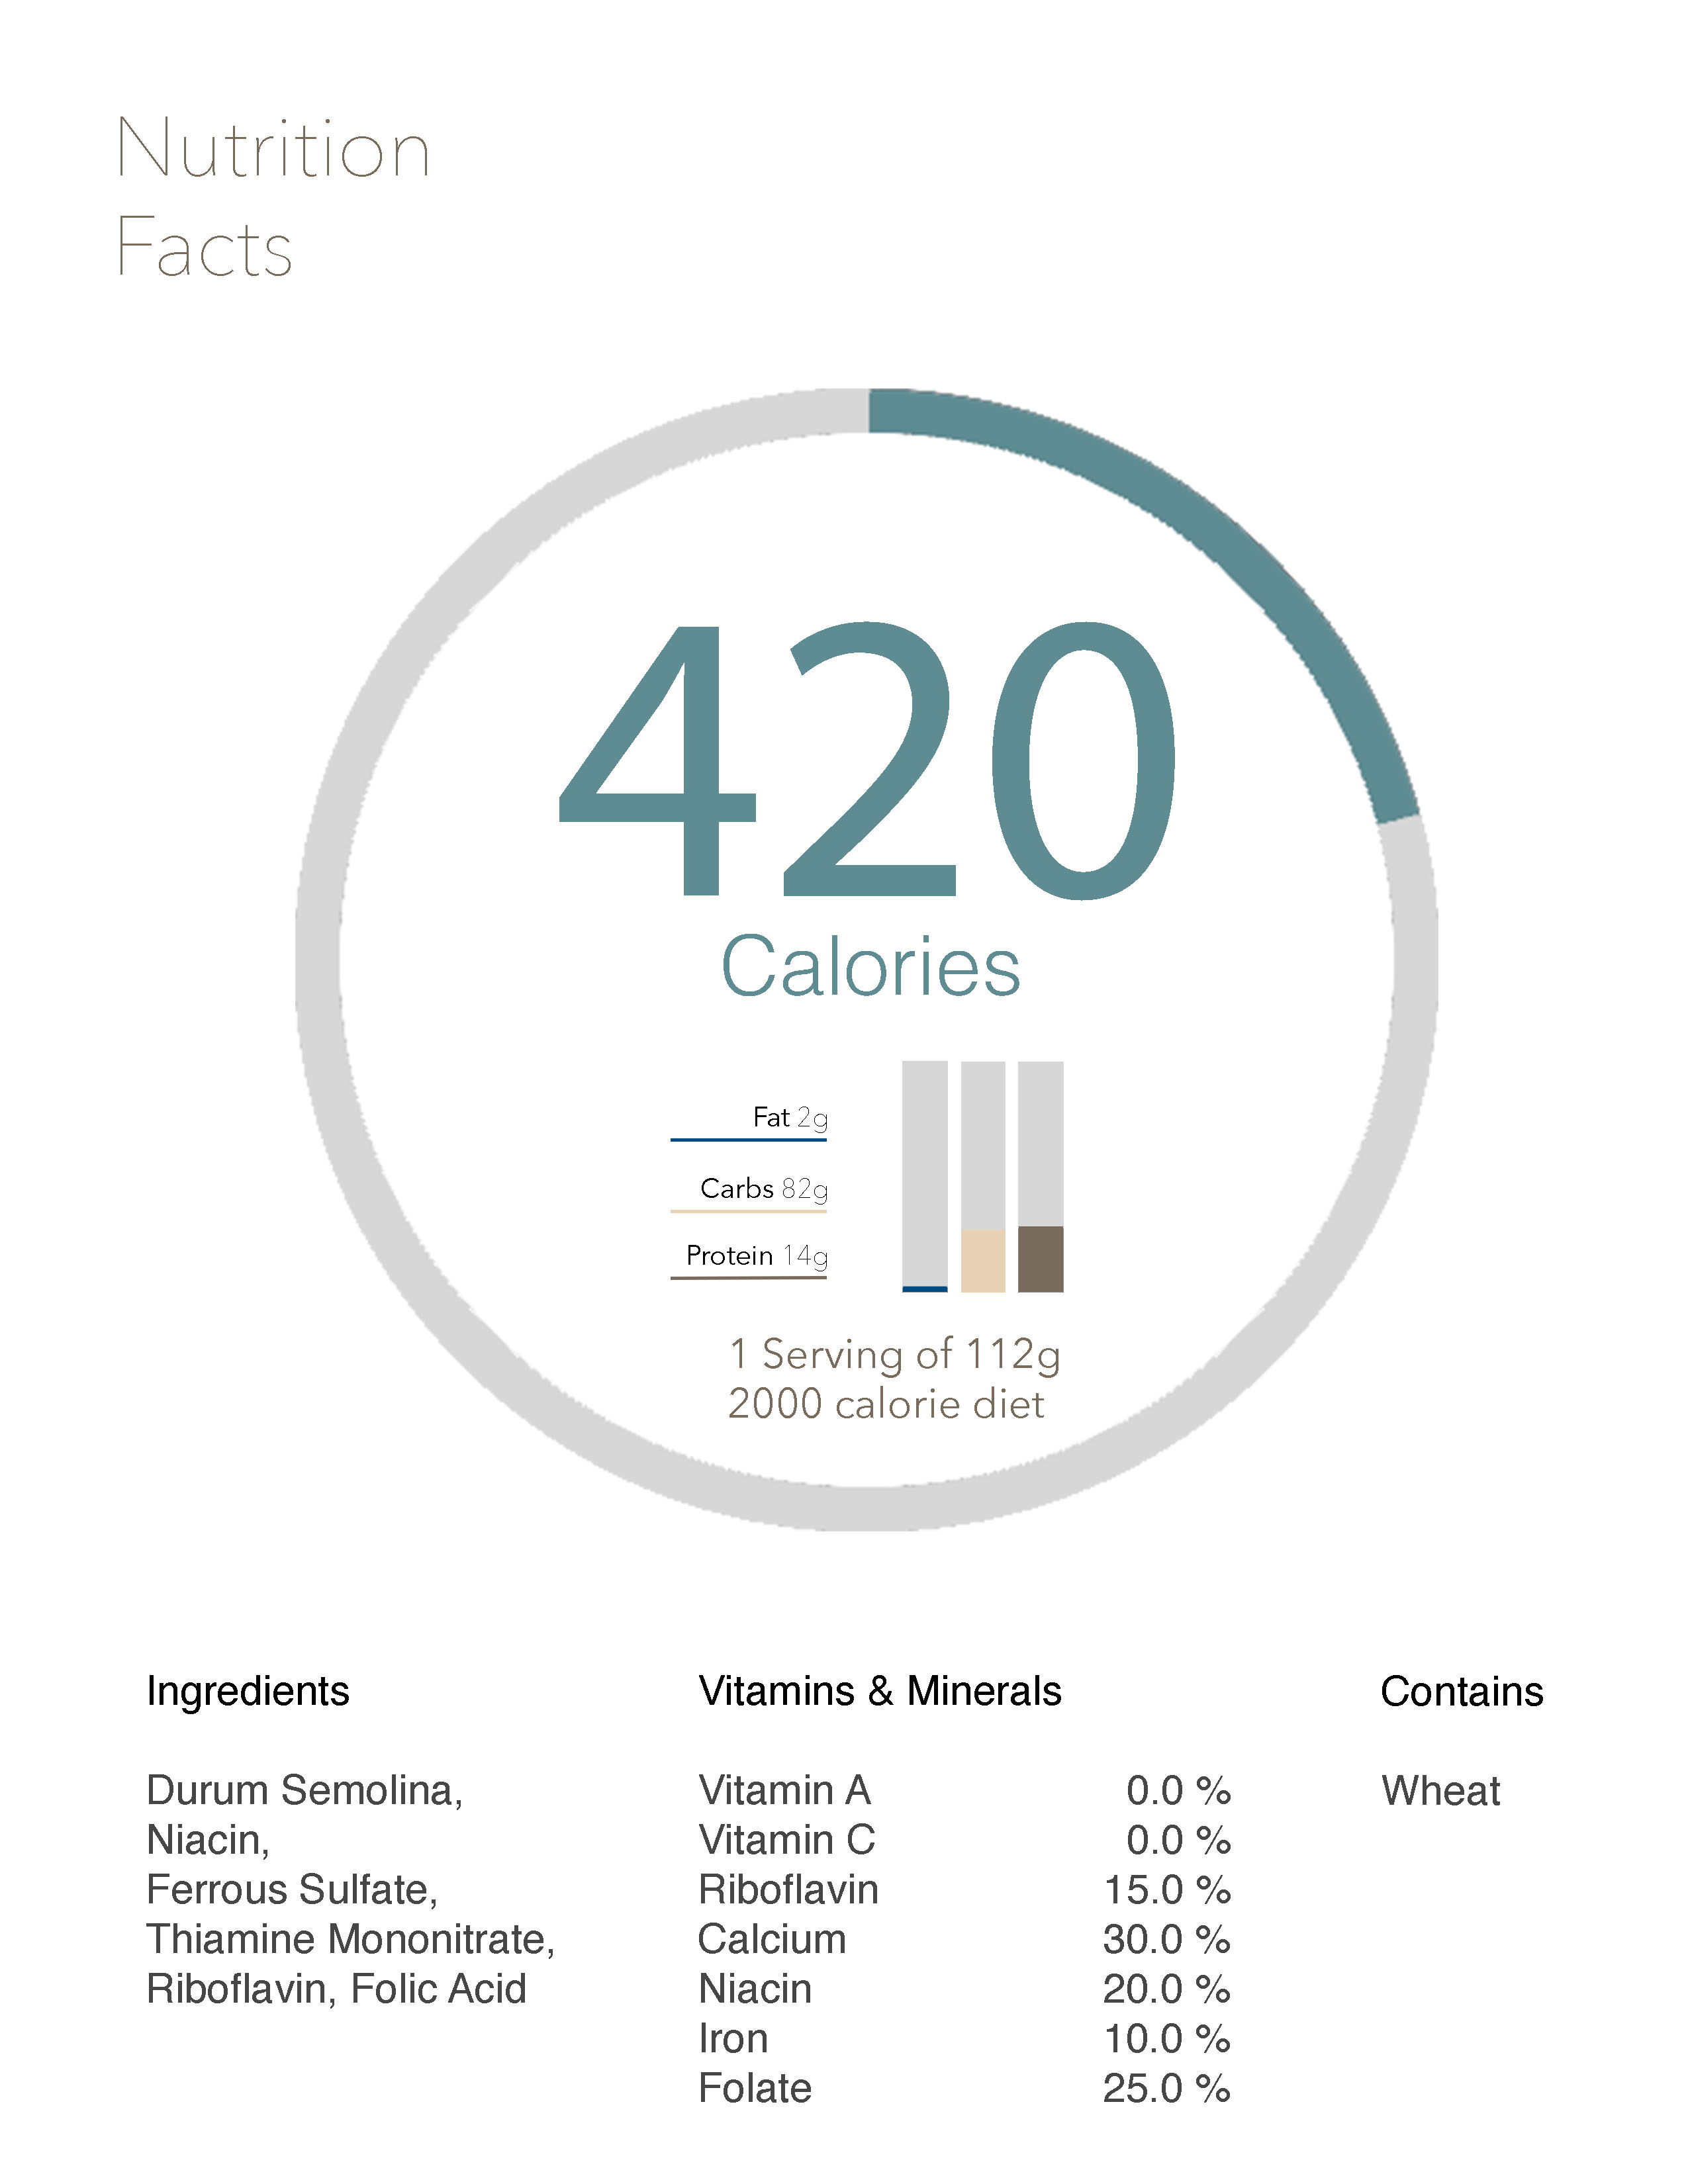 Nutrition
Facts
420
Calories
Fat 2g
Carbs 82g
Protein 14g
1 Serving of 112g
2000 calorie diet
Ingredients
Durum Semolina,
Niacin,
Ferrous Sulfate,
Thiamine Mononitrate,
Riboflavin, Folic Acid
Vitamins & Minerals
Vitamin A 0.0 %
Vitamin C 0.0 %
Riboflavin 15.0 %
Calcium 30.0 %
Niacin 20.0 %
Iron 10.0 %
Folate 25.0 %
Contains
Wheat